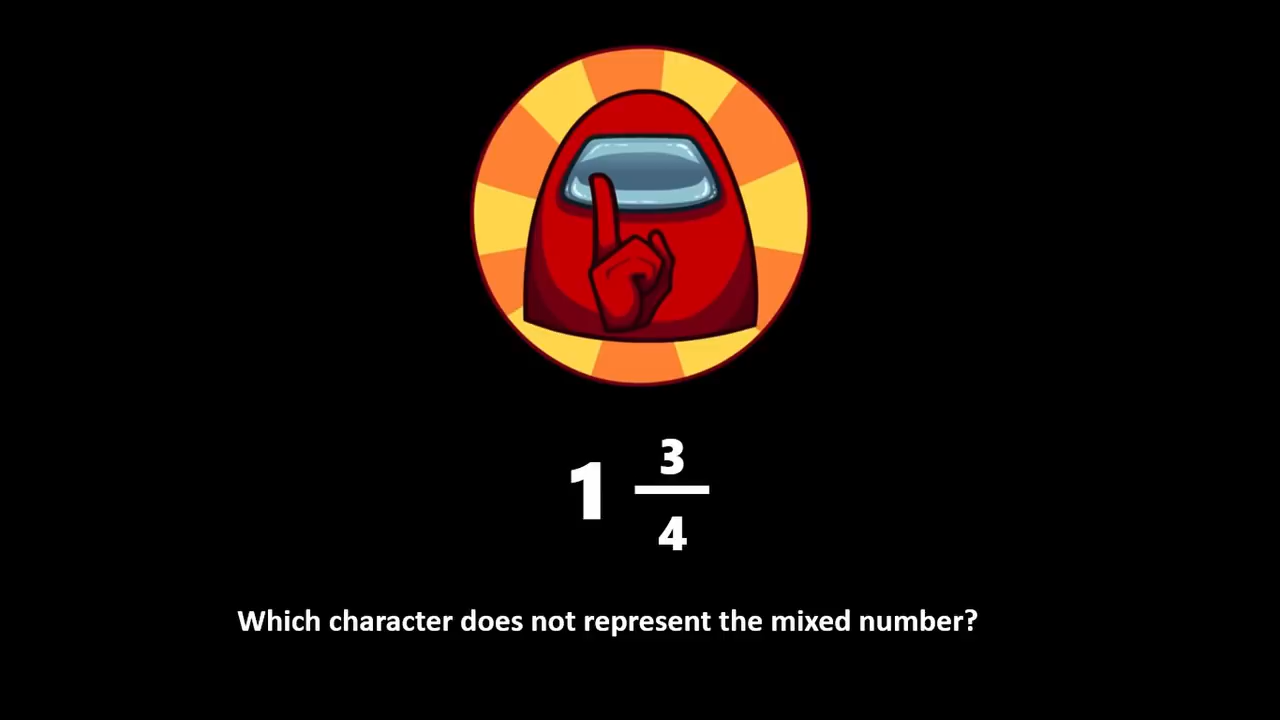 1 3/4
Which character does not represent the mixed number?